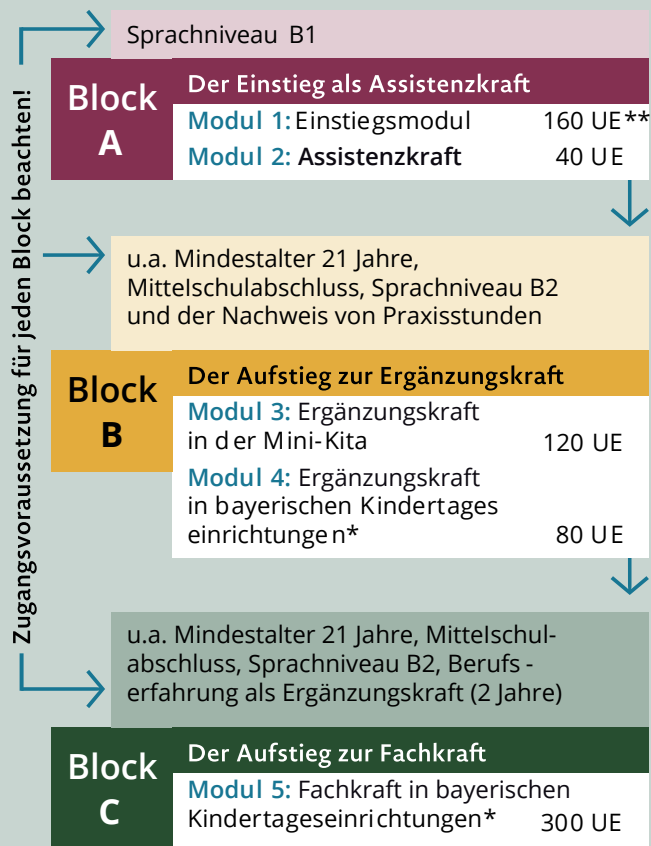 Zugangsvoraussetzung für jeden Block beachten!
Sprachniveau B1
Block A
Der Einstieg als Assistenzkraft
Modul 1: Einstiegsmodul 160 UE**
Modul 2: Assistenzkraft 40 UE
u.a. Mindestalter 21 Jahre,
Mittelschulabschluss, Sprachniveau B2
und der Nachweis von Praxisstunden
Block B
Der Aufstieg zur Ergänzungskraft
Modul 3: Ergänzungskraft
in der Mini-Kita 120 UE
Modul 4: Ergänzungskraft
in bayerischen Kindertages
einrichtungen* 80 UE
u.a. Mindestalter 21 Jahre, Mittelschul-
abschluss, Sprachniveau B2, Berufs -
erfahrung als Ergänzungskraft (2 Jahre)
Block C
Der Aufstieg zur Fachkraft
Modul 5: Fachkraft in bayerischen
Kindertageseinrichtungen* 300 UE